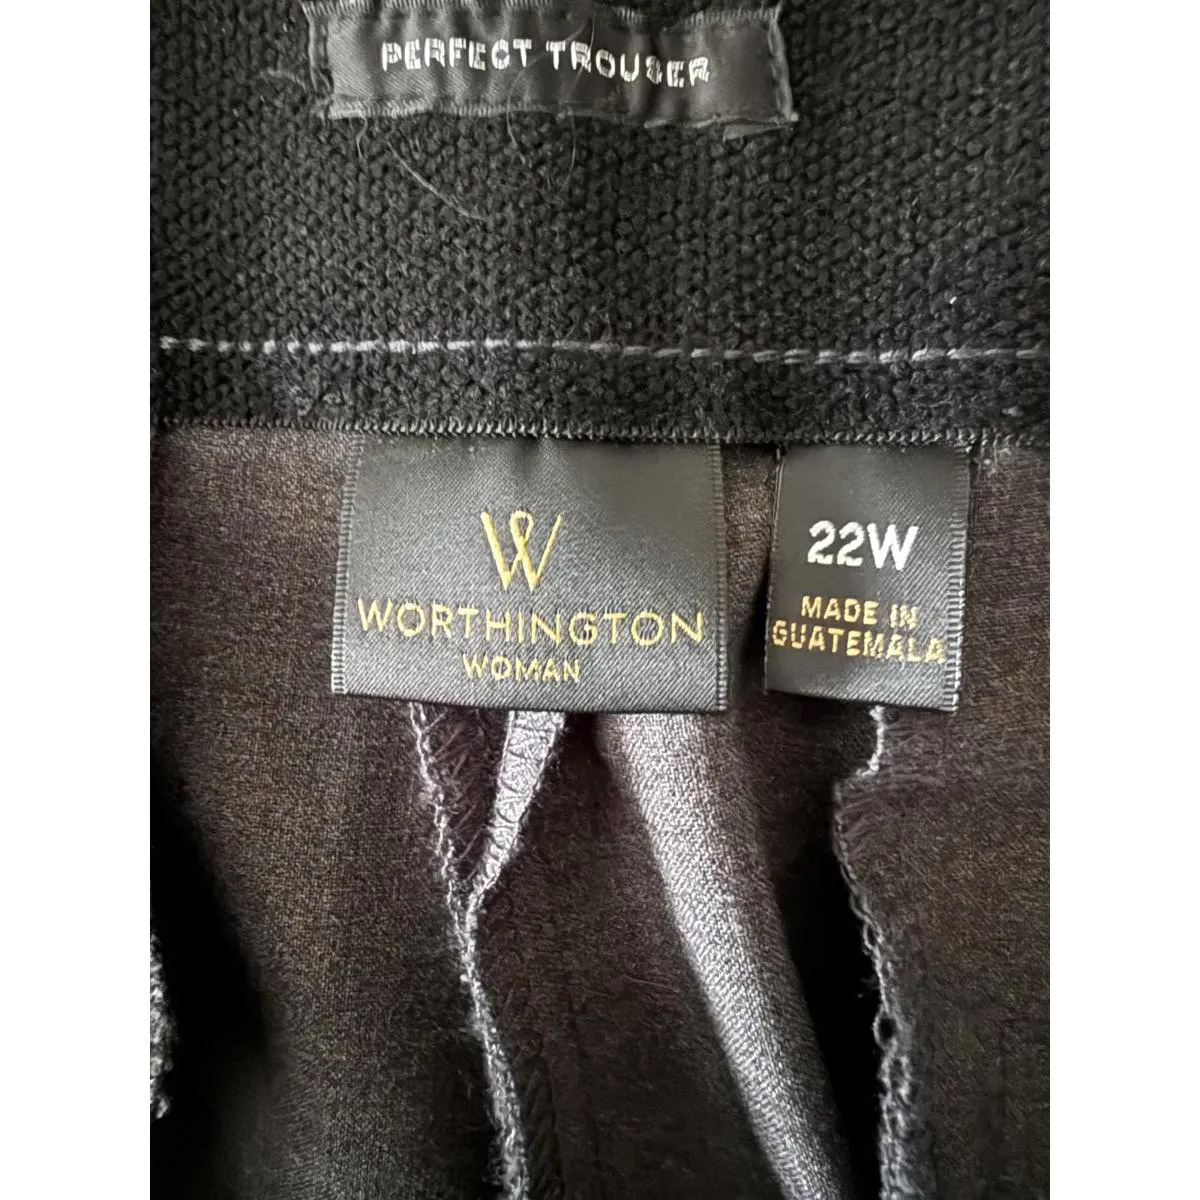 PERFECT TROUSER
W
WORTHINGTON
WOMAN
22W
MADE IN
GUATEMALA